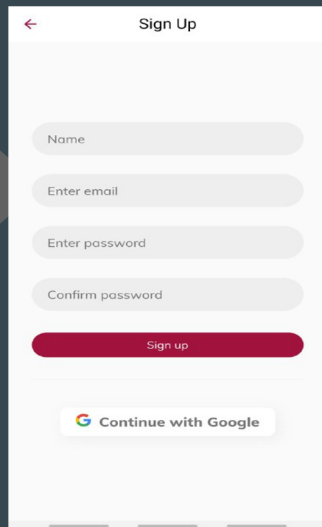 Sign Up
Name
Enter email
Enter password
Confirm password
Sign up
Continue with Google